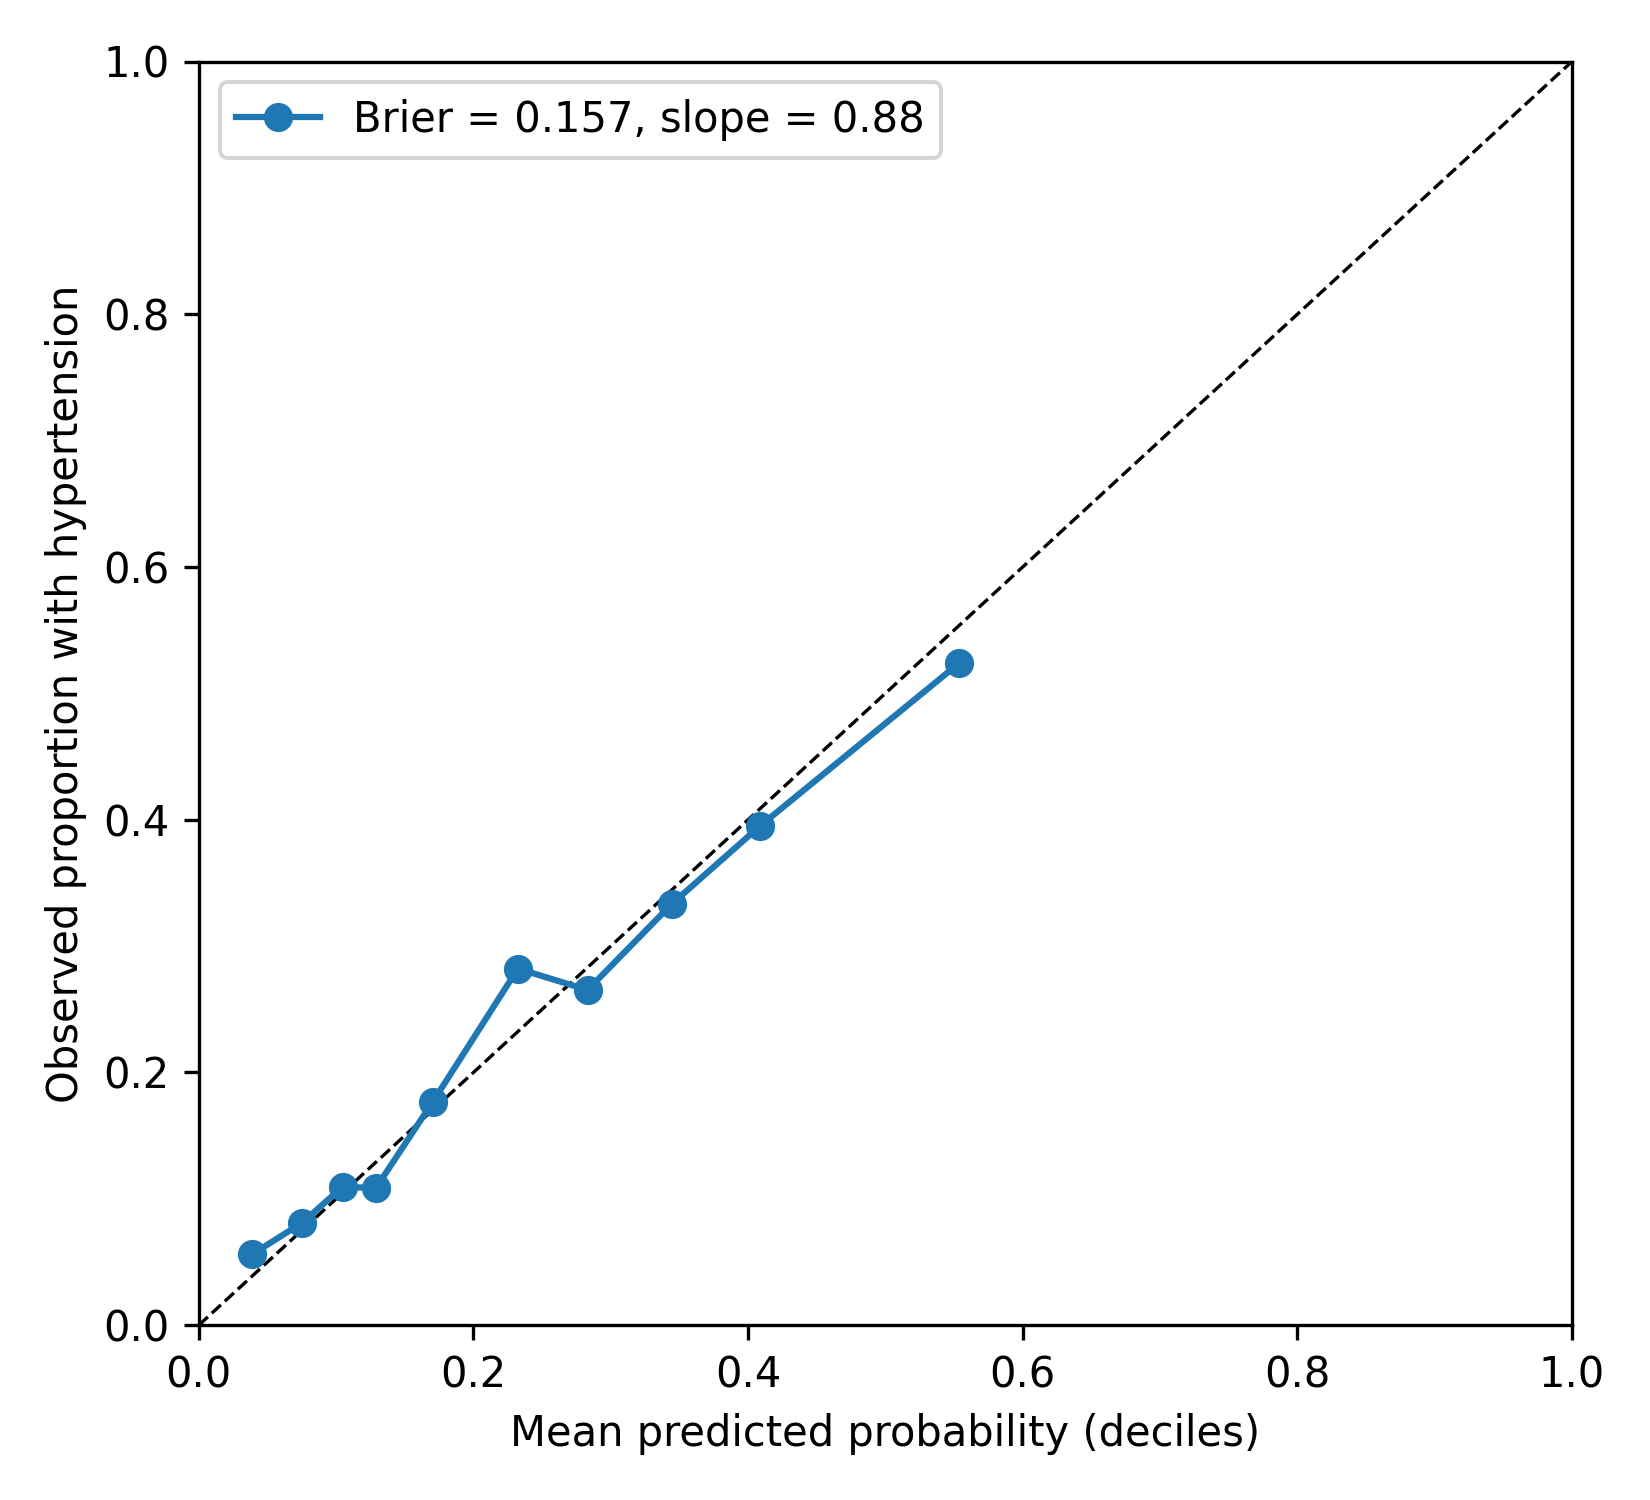 Brier = 0.157, slope = 0.88
1.0
0.8
0.6
0.4
0.2
0.0
Observed proportion with hypertension
0.0 0.2 0.4 0.6 0.8 1.0
Mean predicted probability (deciles)